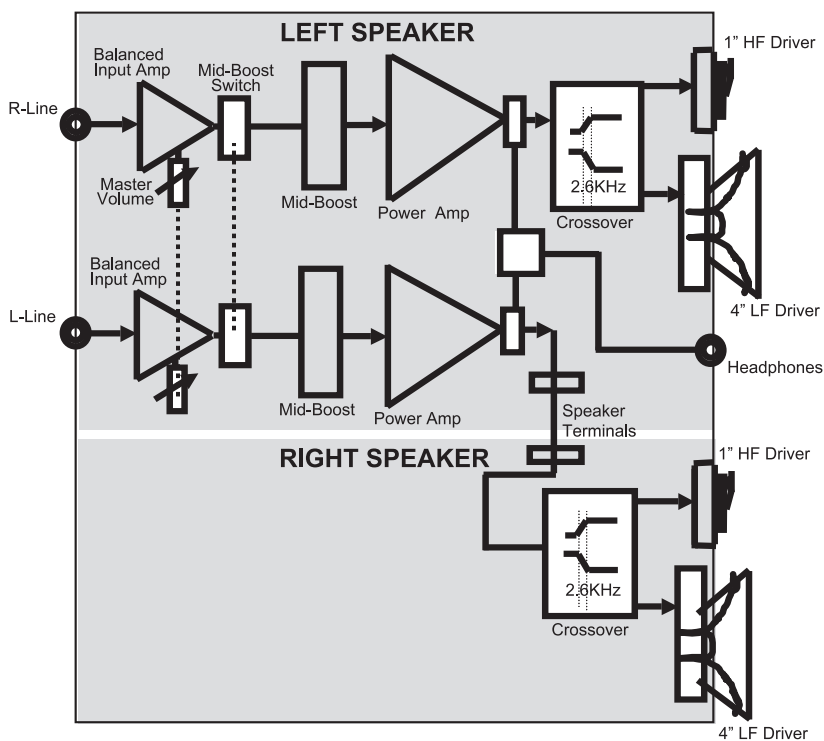 LEFT SPEAKER
1” HF Driver
Balanced
Input Amp
Mid-Boost
Switch
R-Line
Master
Volume
Mid-Boost
Power Amp
2.6KHz
Crossover
Balanced
Input Amp
4” LF Driver
L-Line
Headphones
Mid-Boost
Power Amp
Speaker
Terminals
RIGHT SPEAKER
1” HF Driver
2.6KHz
Crossover
4” LF Driver